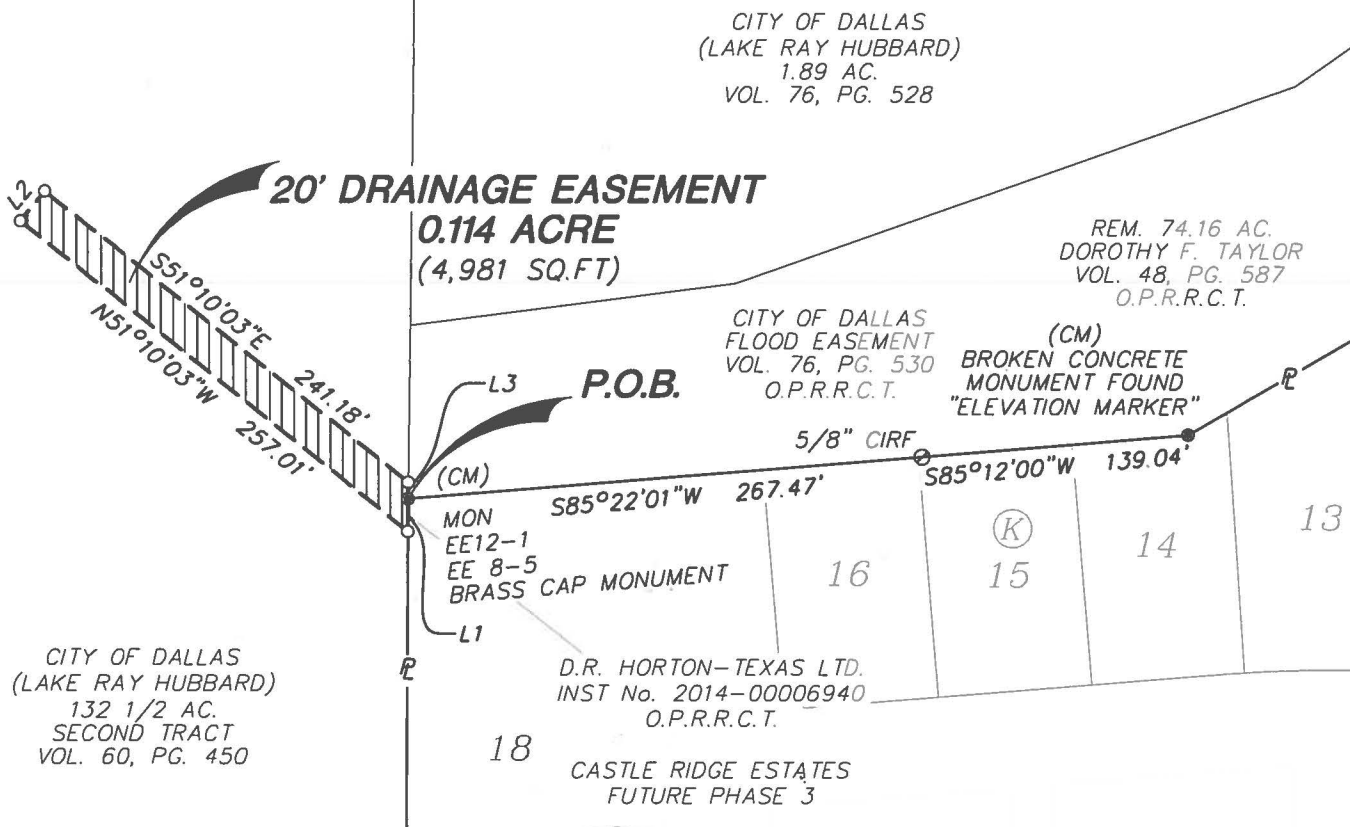 CITY OF DALLAS
(LAKE RAY HUBBARD)
1.89 AC.
VOL. 76, PG. 528
20' DRAINAGE EASEMENT
0.114 ACRE
(4,981 SQ.FT)
L2
S51°10'03"E
241.18'
N51°10'03"W
257.01'
REM. 74.16 AC.
DOROTHY F. TAYLOR
VOL. 48, PG. 587
O.P.R.R.C.T.
CITY OF DALLAS
FLOOD EASEMENT
VOL. 76, PG. 530
O.P.R.R.C.T.
(CM)
BROKEN CONCRETE
MONUMENT FOUND
"ELEVATION MARKER"
PL
L3
P.O.B.
5/8" CIRF
(CM)
S85°22'01"W 267.47'
S85°12'00"W 139.04'
MON
EE12-1
EE 8-5
BRASS CAP MONUMENT
L1
16
K
15
14
13
PL
CITY OF DALLAS
(LAKE RAY HUBBARD)
132 1/2 AC.
SECOND TRACT
VOL. 60, PG. 450
D.R. HORTON-TEXAS LTD.
INST No. 2014-00006940
O.P.R.R.C.T.
18
CASTLE RIDGE ESTATES
FUTURE PHASE 3